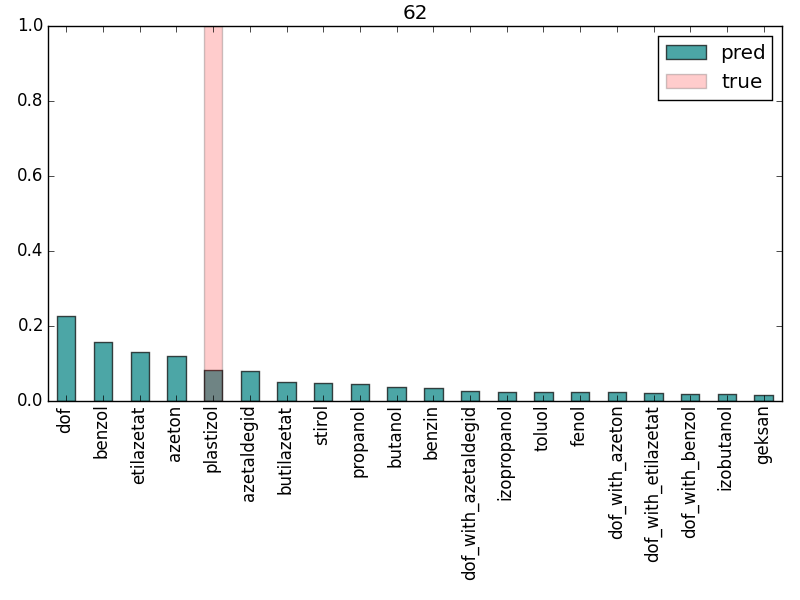 62
1.0
0.8
0.6
0.4
0.2
0.0
pred
true
dof
benzol
etilazetat
azeton
plastizol
azetaldegid
butilazetat
stirol
propanol
butanol
benzin
dof_with_azetaldegid
izopropanol
toluol
fenol
dof_with_azeton
dof_with_etilazetat
dof_with_benzol
izobutanol
geksan